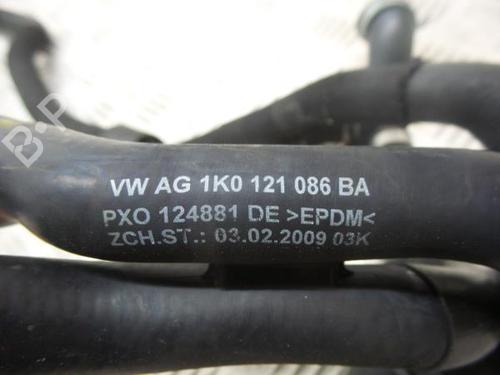 VW AG 1K0 121 086 BA
PXO 124881 DE >EPDM<
ZCH.ST.: 03.02.2009 03K